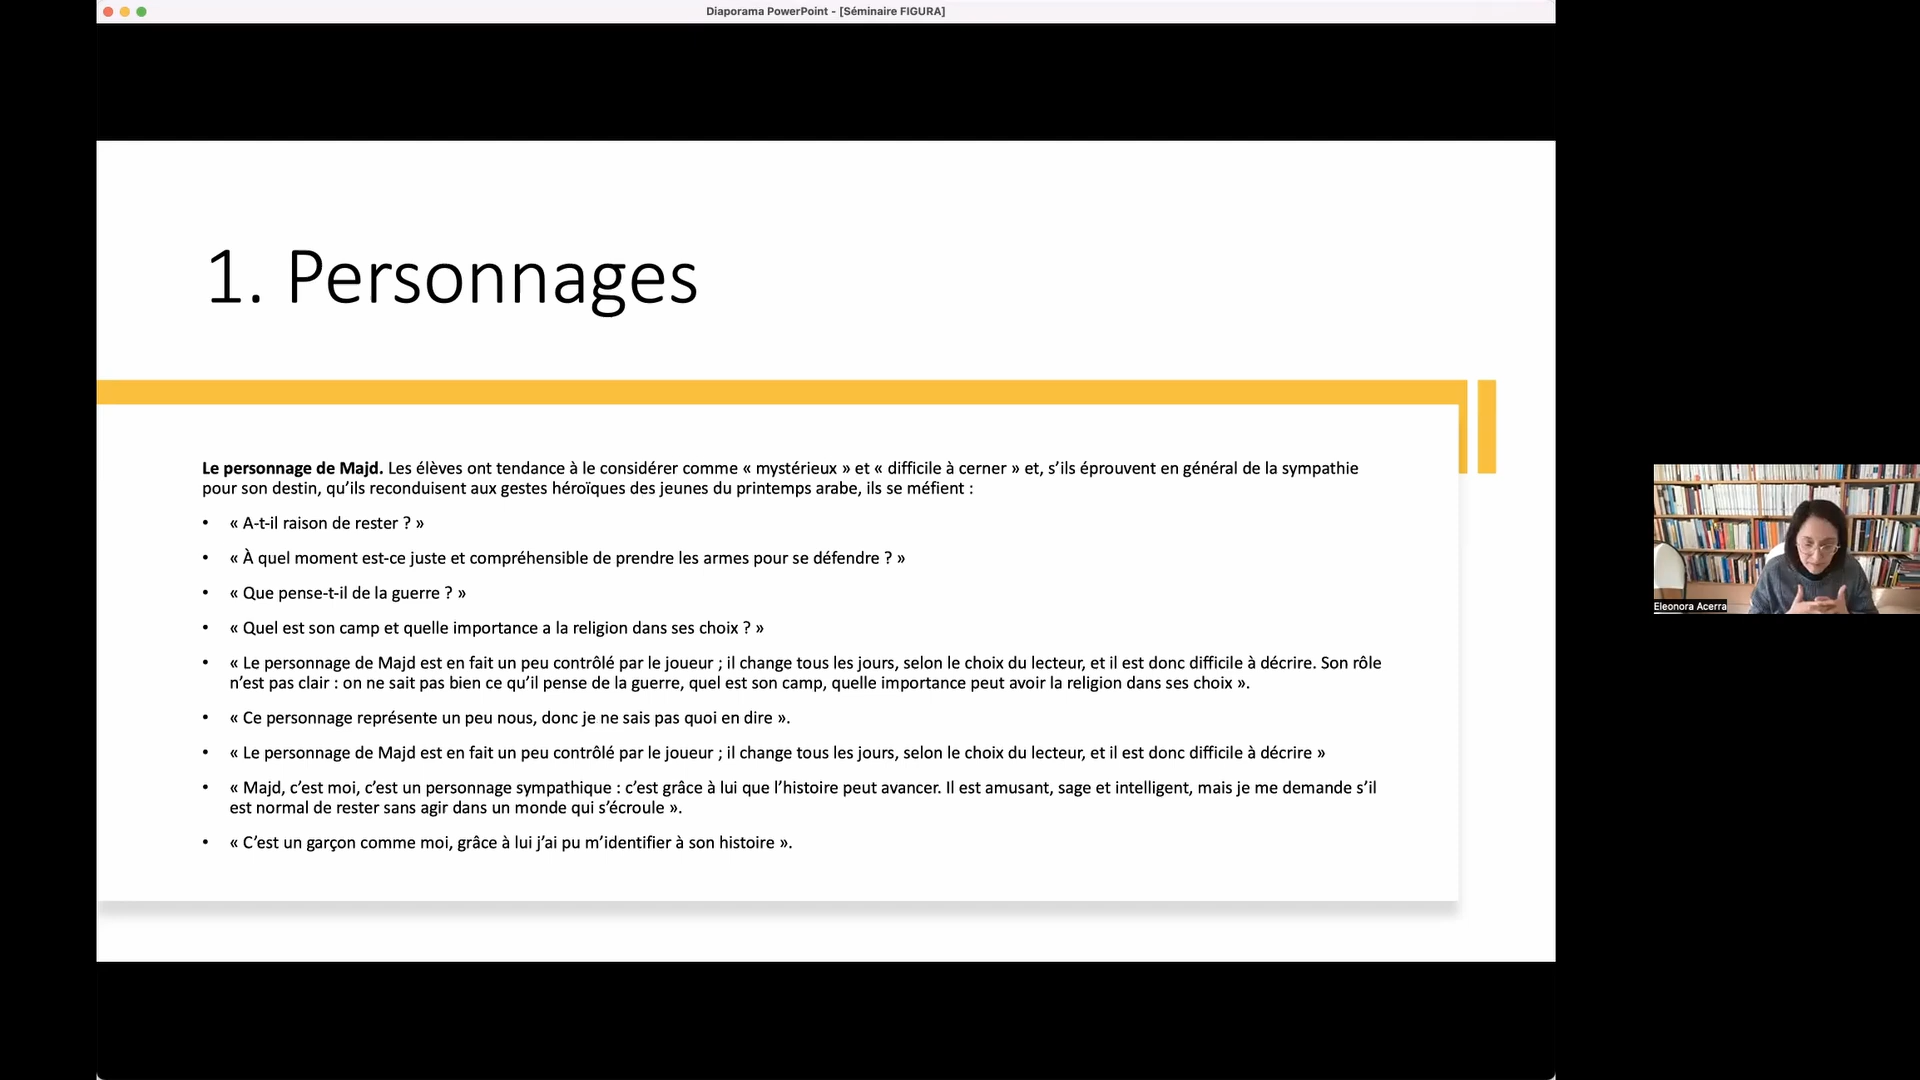 Diaporama PowerPoint - [Séminaire FIGURA]
1. Personnages
Le personnage de Majd. Les élèves ont tendance à le considérer comme « mystérieux » et « difficile à cerner » et, s’ils éprouvent en général de la sympathie
pour son destin, qu’ils reconduisent aux gestes héroïques des jeunes du printemps arabe, ils se méfient :
• « A-t-il raison de rester ? »
• « À quel moment est-ce juste et compréhensible de prendre les armes pour se défendre ? »
• « Que pense-t-il de la guerre ? »
• « Quel est son camp et quelle importance a la religion dans ses choix ? »
• « Le personnage de Majd est en fait un peu contrôlé par le joueur ; il change tous les jours, selon le choix du lecteur, et il est donc difficile à décrire. Son rôle
n’est pas clair : on ne sait pas bien ce qu’il pense de la guerre, quel est son camp, quelle importance peut avoir la religion dans ses choix ».
• « Ce personnage représente un peu nous, donc je ne sais pas quoi en dire ».
• « Le personnage de Majd est en fait un peu contrôlé par le joueur ; il change tous les jours, selon le choix du lecteur, et il est donc difficile à décrire »
• « Majd, c’est moi, c’est un personnage sympathique : c’est grâce à lui que l’histoire peut avancer. Il est amusant, sage et intelligent, mais je me demande s’il
est normal de rester sans agir dans un monde qui s’écroule ».
• « C’est un garçon comme moi, grâce à lui j’ai pu m’identifier à son histoire ».
Eleonora Acerra